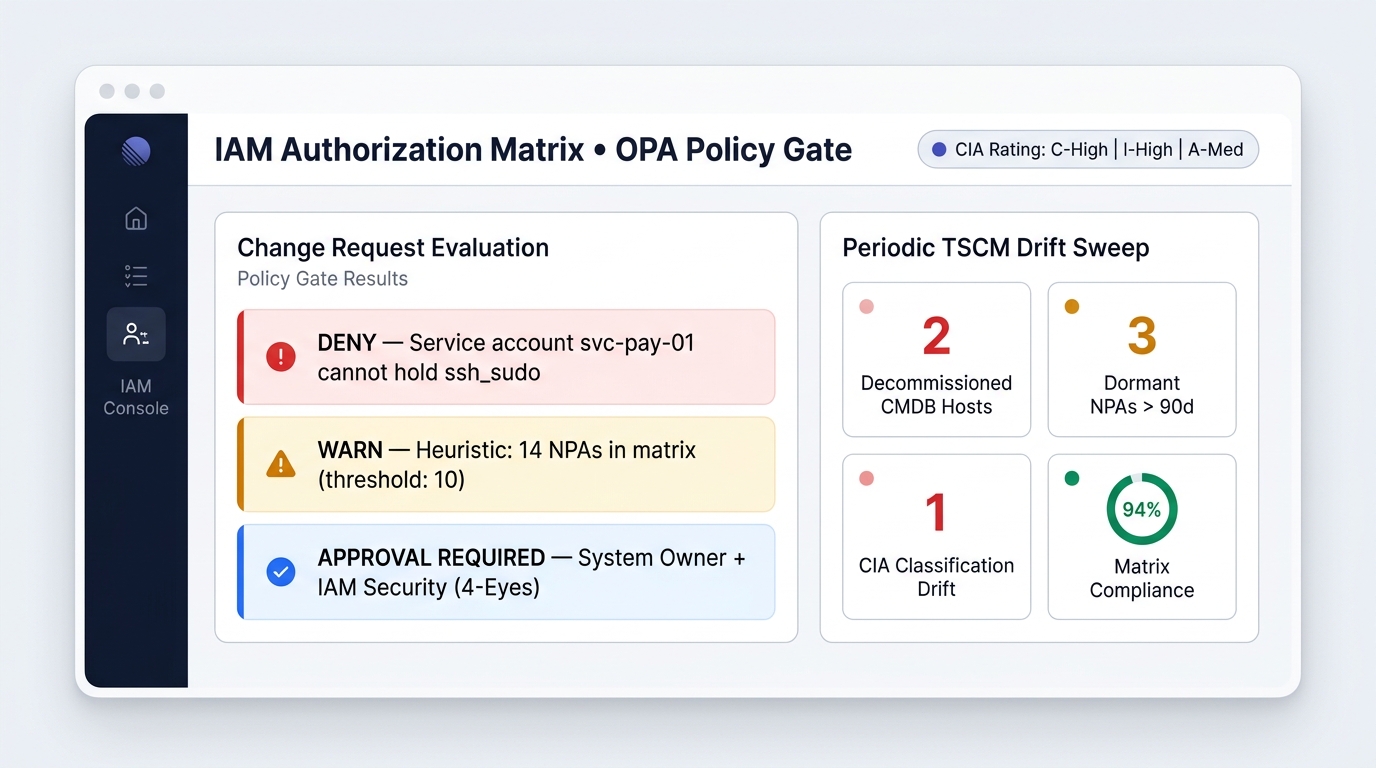 IAM Authorization Matrix • OPA Policy Gate
CIA Rating: C-High | I-High | A-Med
IAM
Console
Change Request Evaluation
Policy Gate Results
DENY — Service account svc-pay-01
cannot hold ssh_sudo
WARN — Heuristic: 14 NPAs in matrix
(threshold: 10)
APPROVAL REQUIRED — System Owner +
IAM Security (4-Eyes)
Periodic TSCM Drift Sweep
2
Decommissioned
CMDB Hosts
3
Dormant
NPAs > 90d
1
CIA Classification
Drift
94%
Matrix
Compliance